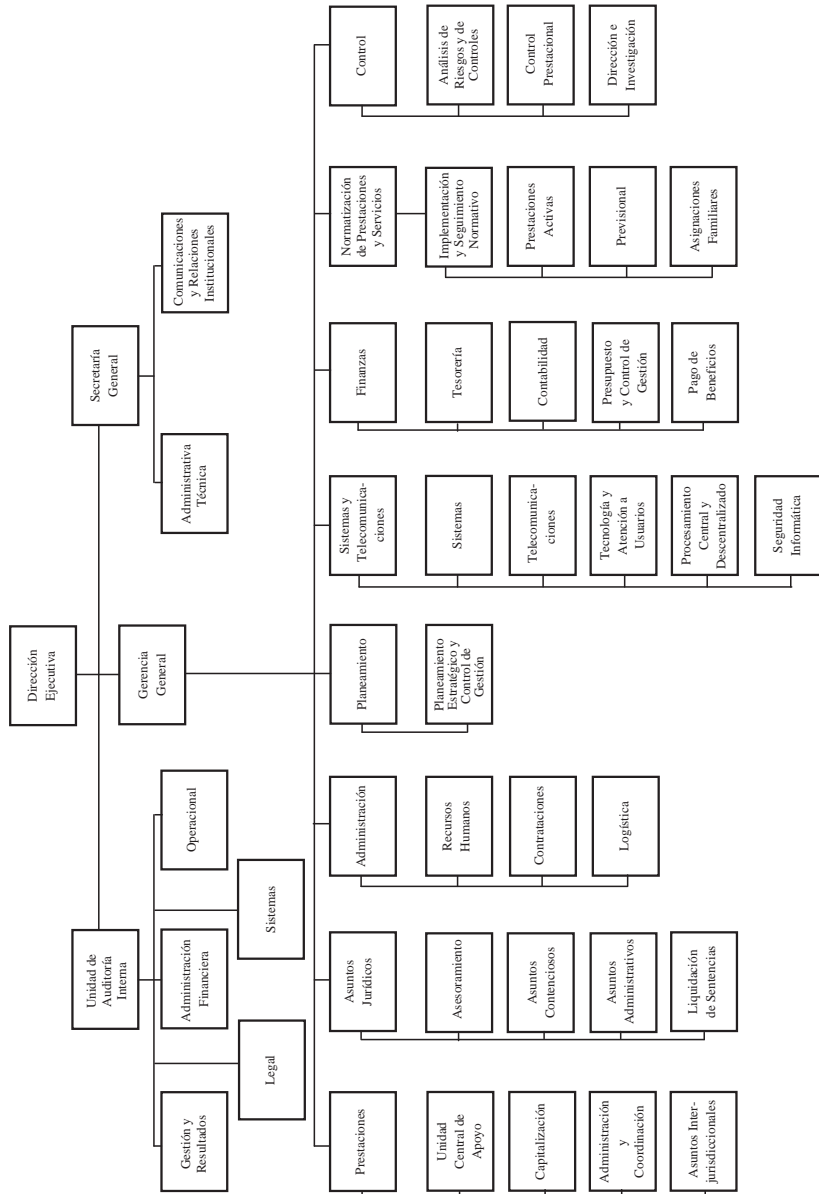 Dirección
Ejecutiva
Unidad de
Auditoría
Interna
Gerencia
General
Secretaría
General
Gestión y
Resultados
Administración
Financiera
Operacional
Legal
Sistemas
Administrativa
Técnica
Comunicaciones
y Relaciones
Institucionales
Prestaciones
Unidad
Central de
Apoyo
Capitalización
Administración
y
Coordinación
Asuntos Inter-
jurisdiccionales
Asuntos
Jurídicos
Asesoramiento
Asuntos
Contenciosos
Asuntos
Administrativos
Liquidación
de Sentencias
Administración
Recursos
Humanos
Contrataciones
Logística
Planeamiento
Planeamiento
Estratégico y
Control de
Gestión
Sistemas y
Telecomunica-
ciones
Sistemas
Telecomunica-
ciones
Tecnología y
Atención a
Usuarios
Procesamiento
Central y
Descentralizado
Seguridad
Informática
Finanzas
Tesorería
Contabilidad
Presupuesto
y Control de
Gestión
Pago de
Beneficios
Normatización
de Prestaciones
y Servicios
Implementación
y Seguimiento
Normativo
Prestaciones
Activas
Previsional
Asignaciones
Familiares
Control
Análisis de
Riesgos y de
Controles
Control
Prestacional
Dirección e
Investigación